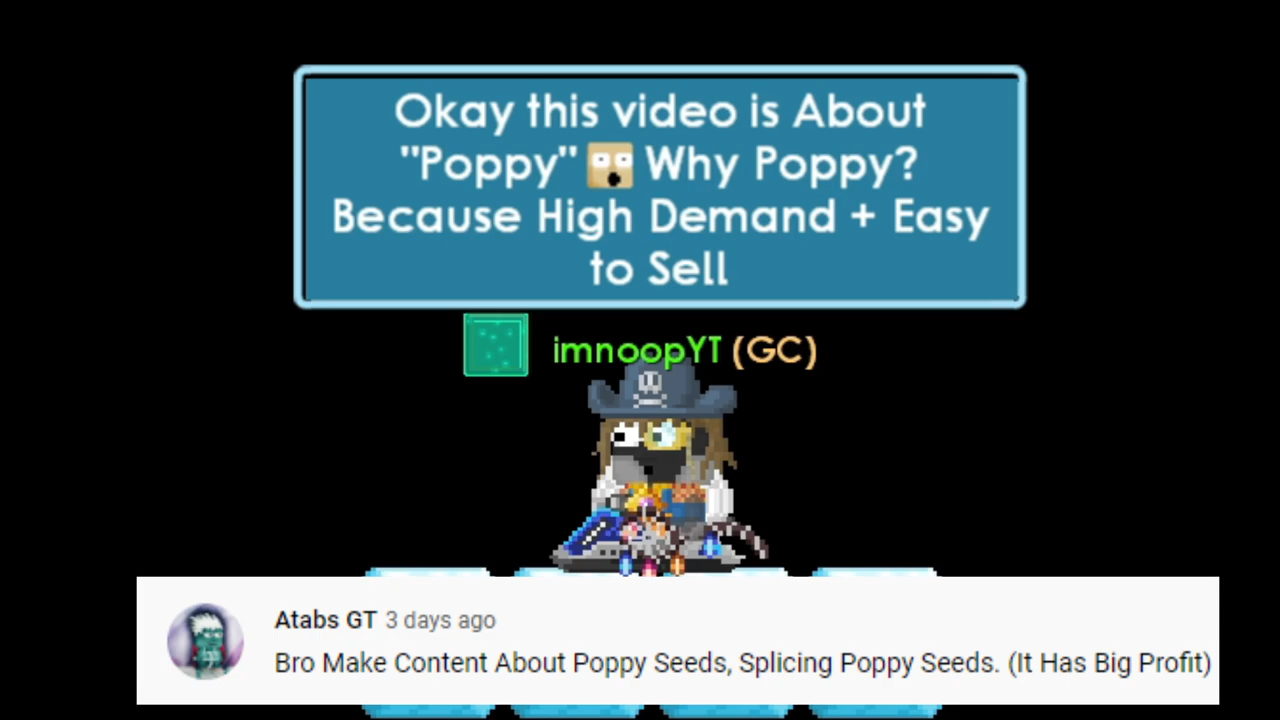 Okay this video is About
"Poppy" Why Poppy?
Because High Demand + Easy
to Sell
imnoopYT (GC)
Atabs GT 3 days ago
Bro Make Content About Poppy Seeds, Splicing Poppy Seeds. (It Has Big Profit)